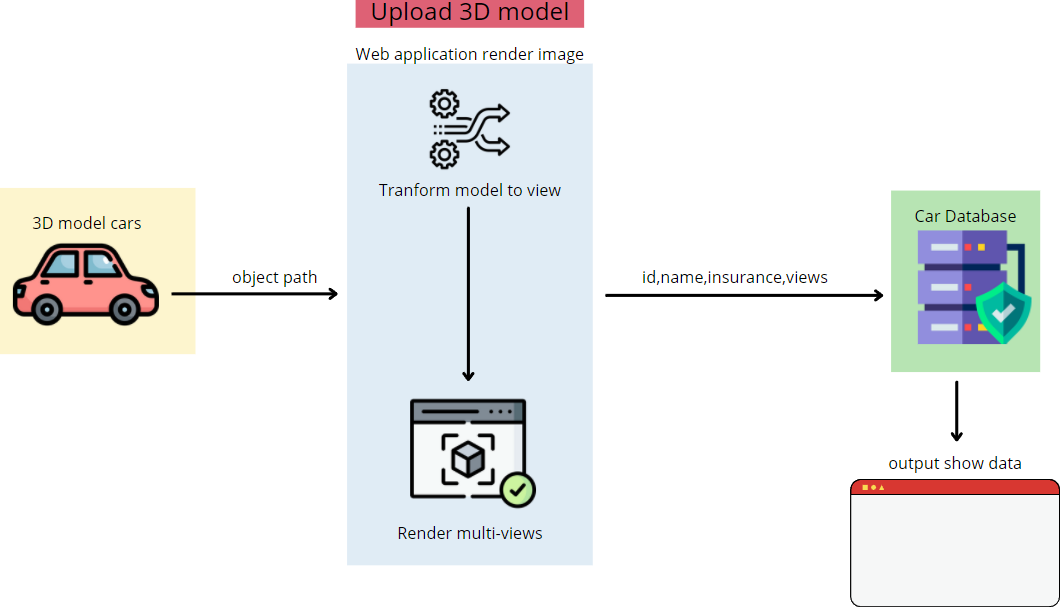 Upload 3D model
Web application render image
Tranform model to view
3D model cars
object path
id,name,insurance,views
Car Database
Render multi-views
output show data